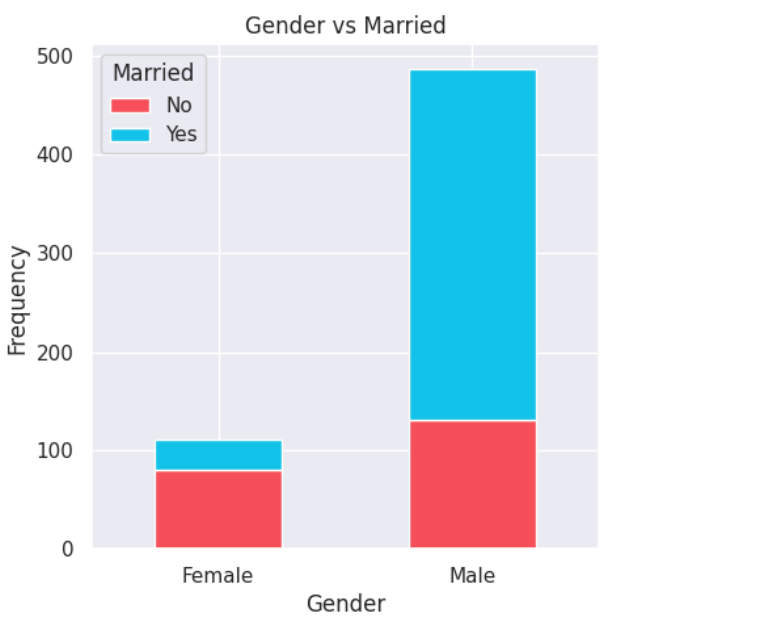 Gender vs Married
500
400
300
200
100
0
Frequency
Married
No
Yes
Female
Male
Gender